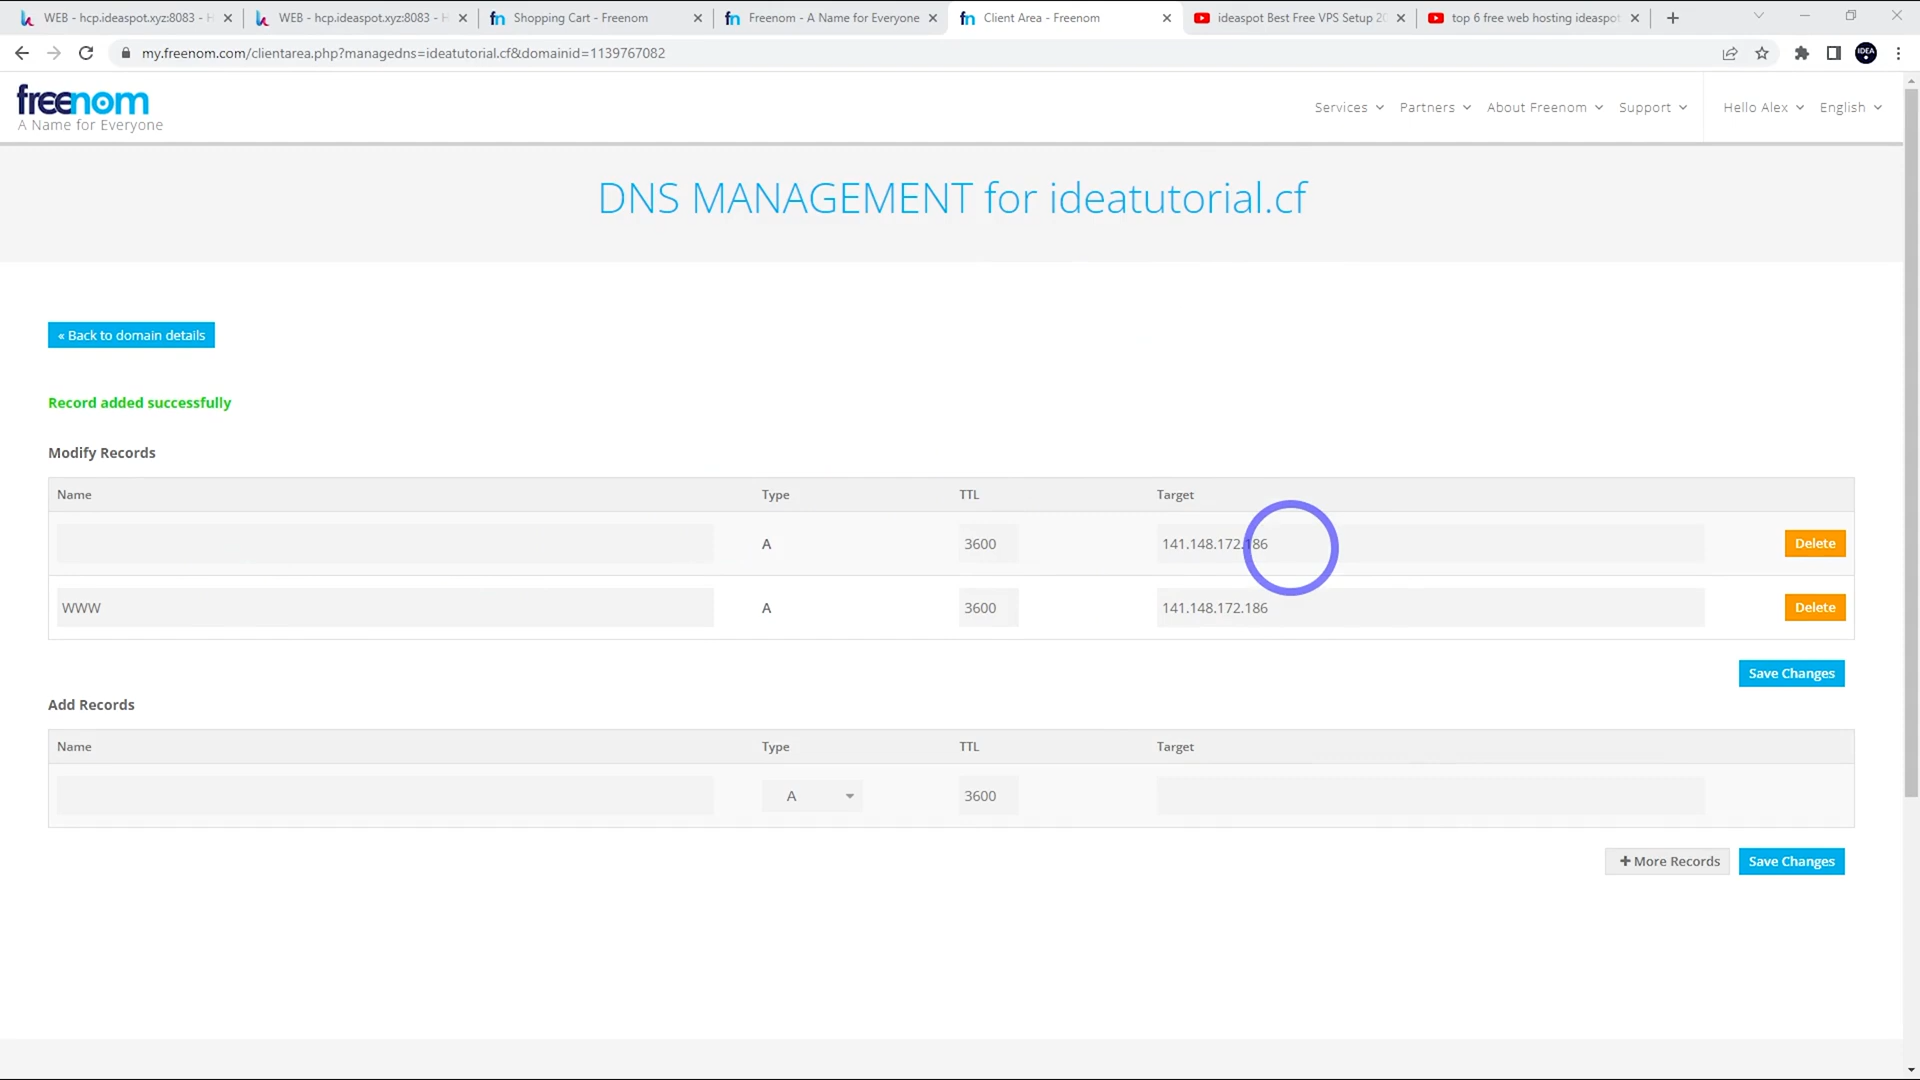 WEB - hcp.ideaspot.xyz:8083 - H
WEB - hcp.ideaspot.xyz:8083 - H
Shopping Cart - Freenom
Freenom - A Name for Everyone
Client Area - Freenom
ideaspot Best Free VPS Setup 20
top 6 free web hosting ideaspot
my.freenom.com/clientarea.php?managedns=ideatutorial.cf&domainid=1139767082
IDEA
freenom
A Name for Everyone
Services
Partners
About Freenom
Support
Hello Alex
English
DNS MANAGEMENT for ideatutorial.cf
« Back to domain details
Record added successfully
Modify Records
Name Type TTL Target
A 3600 141.148.172.186 Delete
WWW A 3600 141.148.172.186 Delete
Save Changes
Add Records
Name Type TTL Target
A 3600
+ More Records
Save Changes